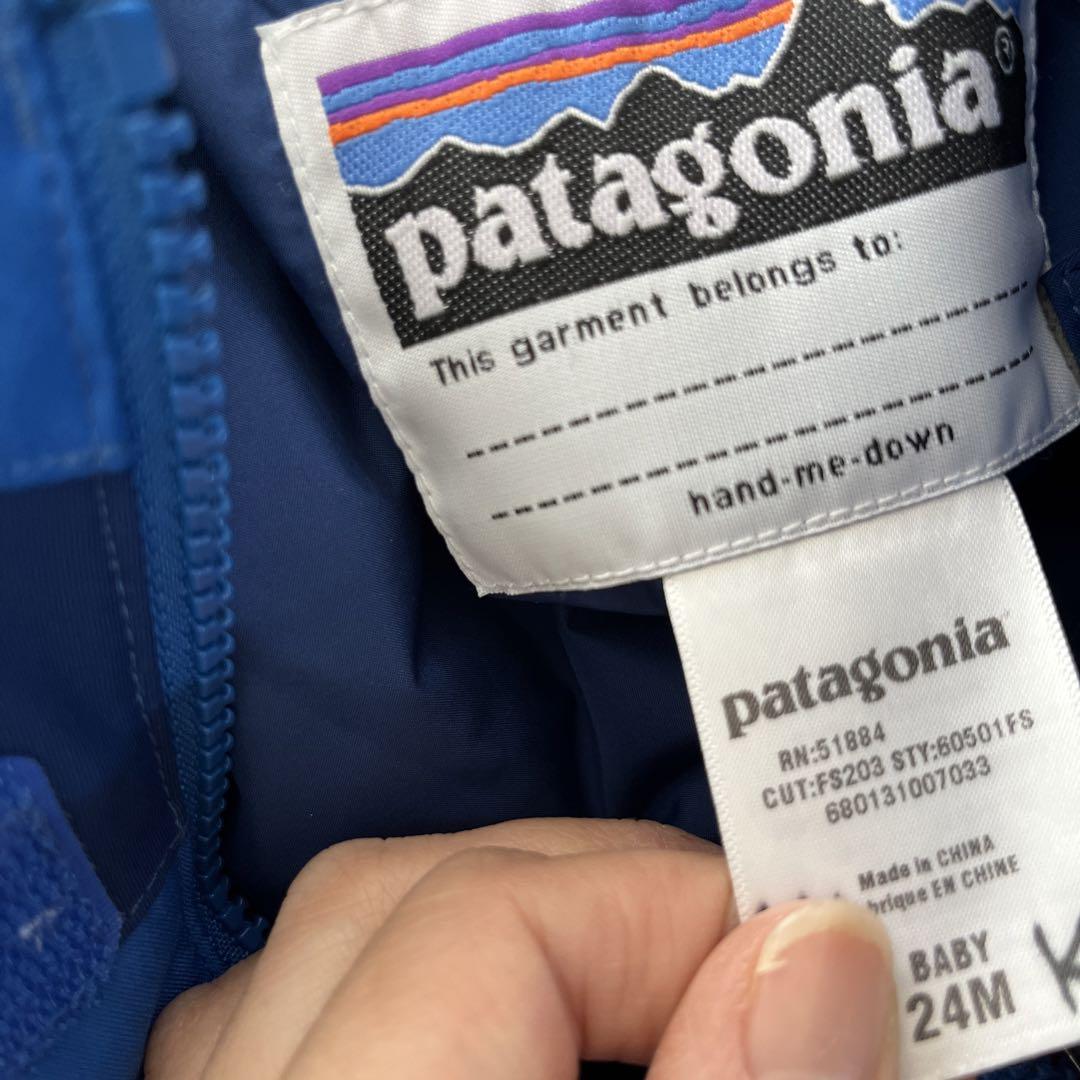 patagonia®
This garment belongs to:
hand-me-down
patagonia
RN:51884
CUT:FS203 STY:60501FS
680131007033
Made in CHINA
brique EN CHINE
BABY
24M
K